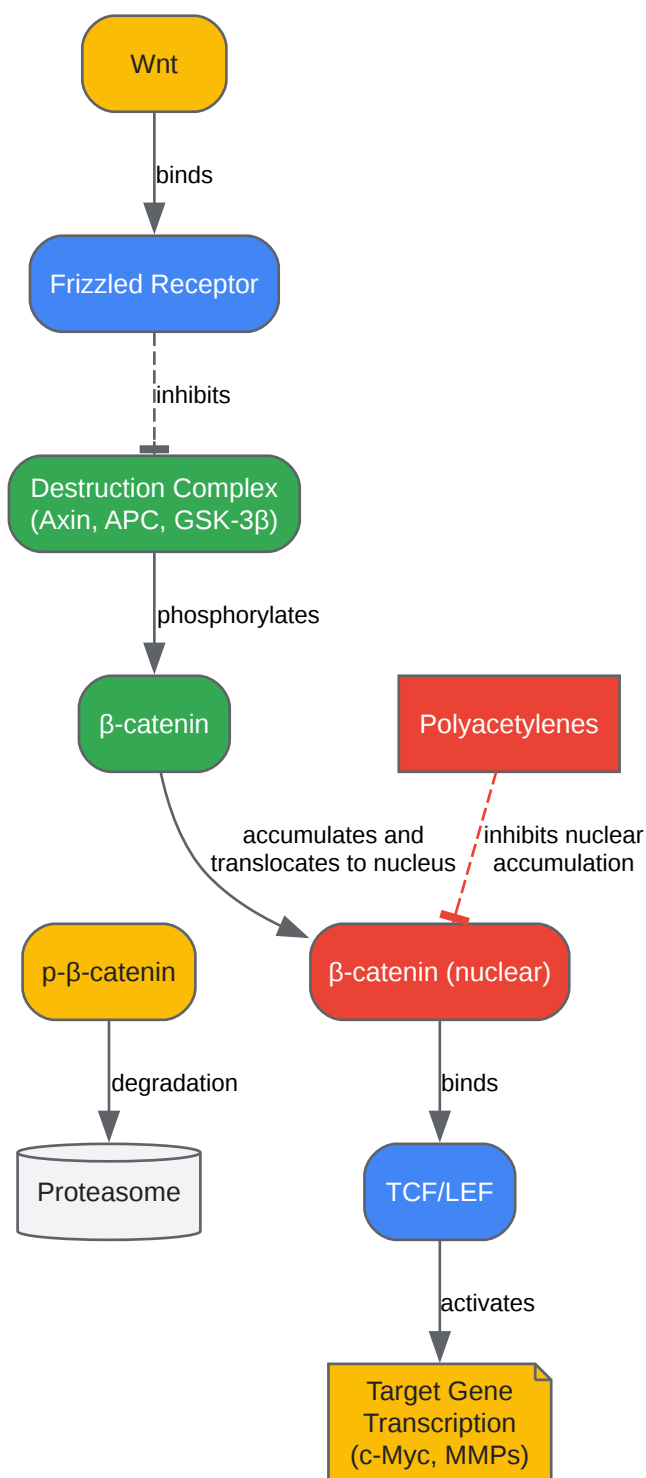 Wnt
binds
Frizzled Receptor
inhibits
Destruction Complex
(Axin, APC, GSK-3β)
phosphorylates
β-catenin
Polyacetylenes
accumulates and
translocates to nucleus
inhibits nuclear
accumulation
p-β-catenin
β-catenin (nuclear)
degradation
binds
Proteasome
TCF/LEF
activates
Target Gene
Transcription
(c-Myc, MMPs)